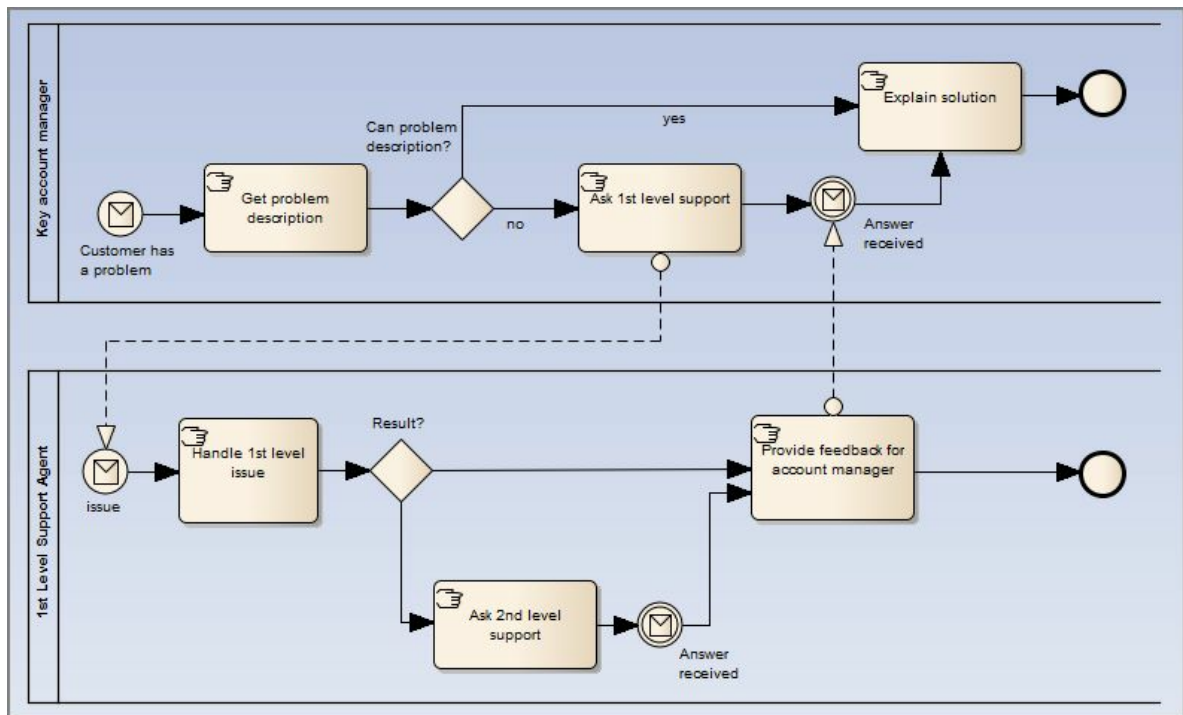 Key account manager
Customer has
a problem
Get problem
description
Can problem
description?
yes
no
Ask 1st level support
Answer
received
Explain solution
1st Level Support Agent
issue
Handle 1st level
issue
Result?
Ask 2nd level
support
Answer
received
Provide feedback for
account manager